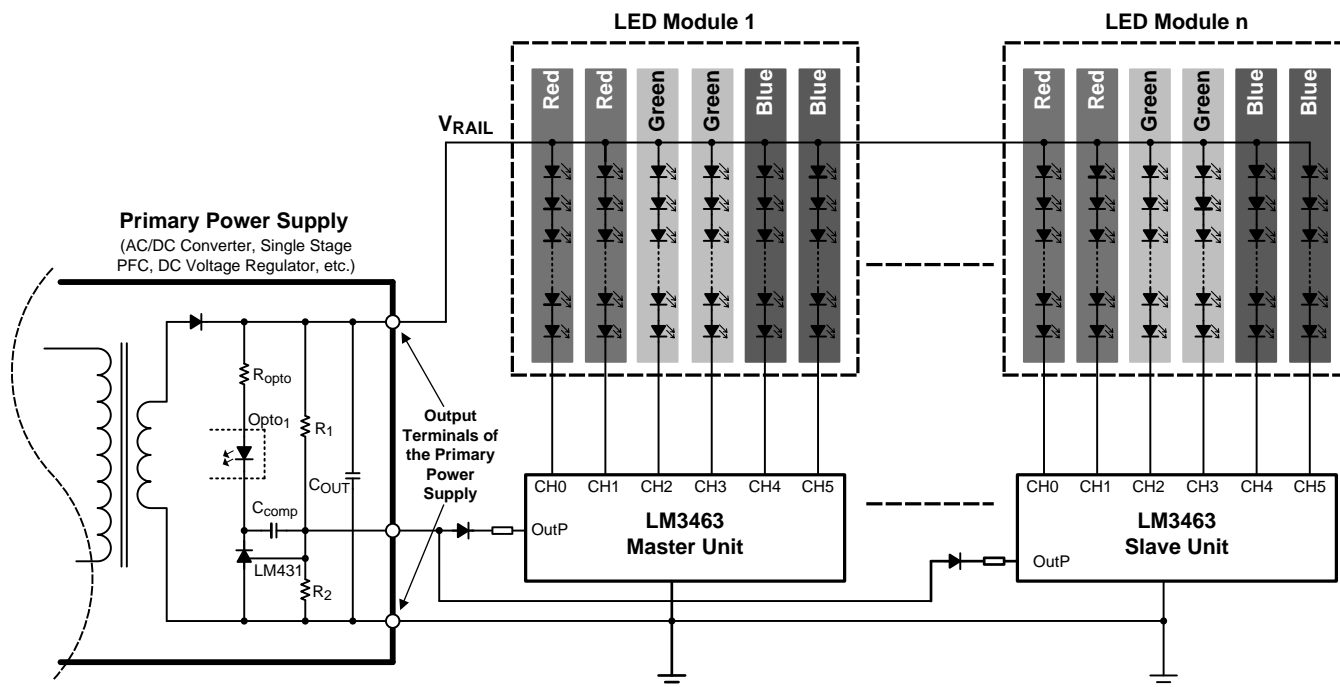 LED Module 1
LED Module n
Red
Red
Green
Green
Blue
Blue
Red
Red
Green
Green
Blue
Blue
VRAIL
Primary Power Supply
(AC/DC Converter, Single Stage
PFC, DC Voltage Regulator, etc.)
Ropto
Opto1
R1
COUT
Ccomp
LM431
R2
Output
Terminals of
the Primary
Power
Supply
CH0 CH1 CH2 CH3 CH4 CH5
LM3463
Master Unit
OutP
CH0 CH1 CH2 CH3 CH4 CH5
LM3463
Slave Unit
OutP